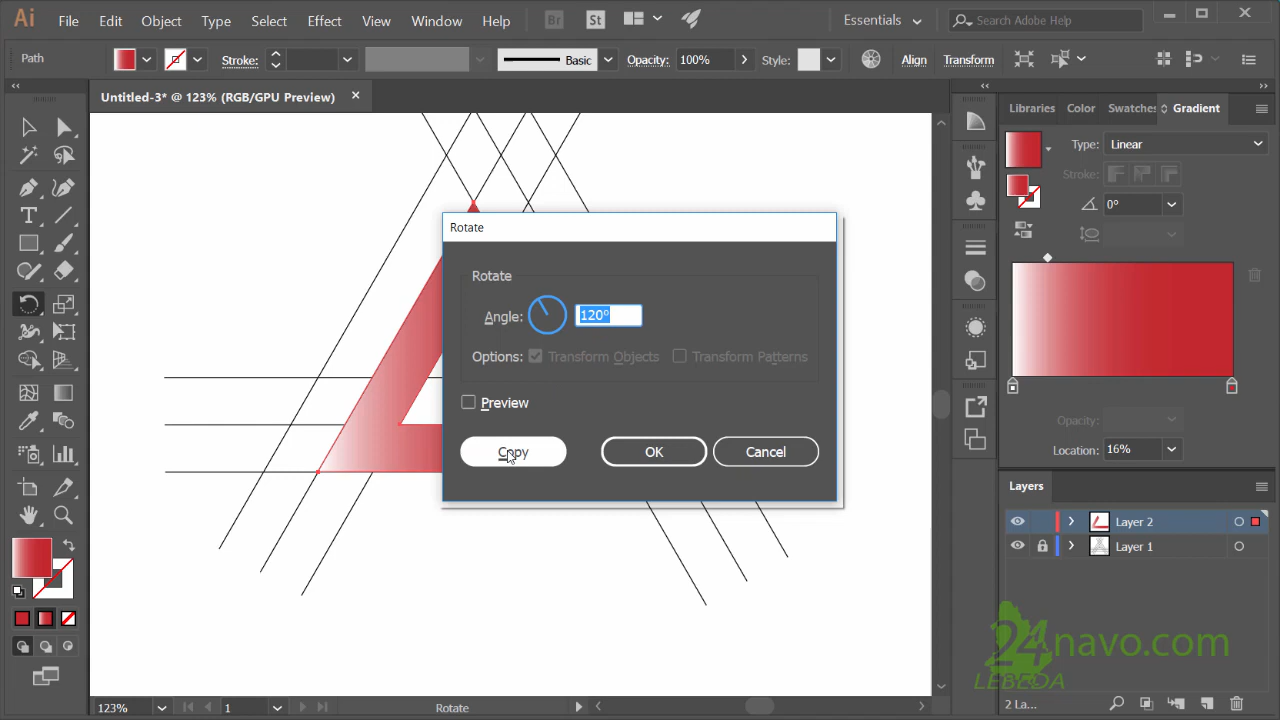 Ai File Edit Object Type Select Effect View Window Help Br St Essentials Search Adobe Help
Path Stroke: Basic Opacity: 100% Style: Align Transform
Untitled-3* @ 123% (RGB/GPU Preview)
Libraries Color Swatches Gradient
Type: Linear
Stroke:
0°
Rotate
Rotate
Angle: 120°
Options: Transform Objects Transform Patterns
Preview
Copy OK Cancel
Opacity:
Location: 16%
Layers
Layer 2
Layer 1
24navo.com
LEBEDA
123% 1 Rotate
2 La...